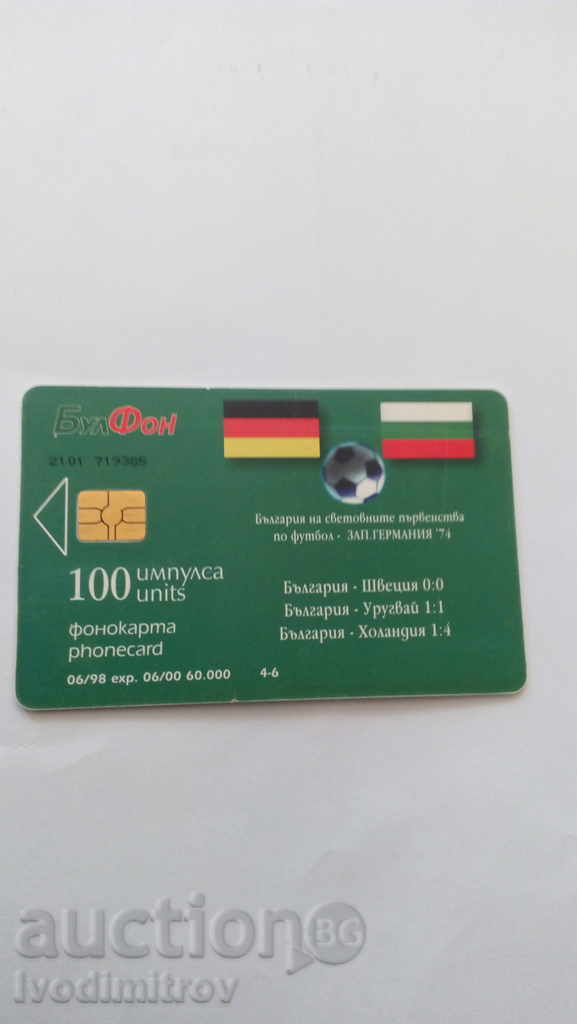 БулФон
2101 719385
България на световните първенства
по футбол - ЗАП.ГЕРМАНИЯ '74
100 импулса
units
България - Швеция 0:0
България - Уругвай 1:1
България - Холандия 1:4
фонокарта
phonecard
06/98 exp. 06/00 60.000 4-6
auction BG
Ivodimitrov